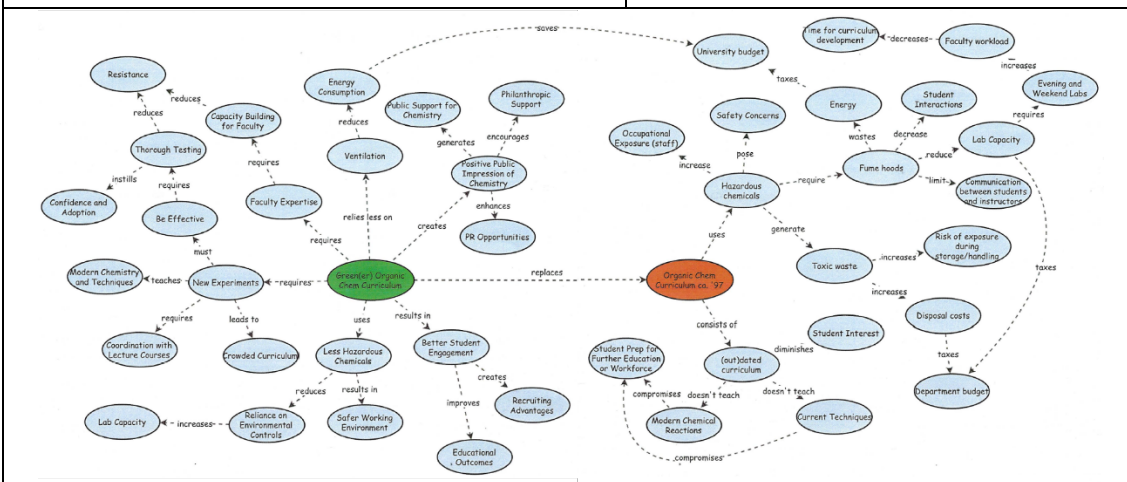 saves
University budget
Time for curriculum
development
decreases
Faculty workload
increases
Resistance
reduces
reduces
Capacity Building
for Faculty
Energy
Consumption
reduces
Public Support for
Chemistry
Philanthropic
Support
generates
encourages
Positive Public
Impression of
Chemistry
enhances
PR Opportunities
Thorough Testing
instills
Confidence and
Adoption
requires
requires
Be Effective
must
Faculty Expertise
requires
Ventilation
relies less on
creates
taxes
Energy
wastes
Student
Interactions
decrease
Evening and
Weekend Labs
requires
Lab Capacity
reduce
Fume hoods
limit
Communication
between students
and instructors
Safety Concerns
Occupational
Exposure (staff)
increase
pose
Hazardous
chemicals
require
uses
generate
Toxic waste
increases
Risk of exposure
during
storage/handling
increases
Disposal costs
taxes
taxes
Department budget
Modern Chemistry
and Techniques
teaches
New Experiments
requires
Green(er) Organic
Chem Curriculum
replaces
Organic Chem
Curriculum ca. '97
requires
Coordination with
Lecture Courses
leads to
Crowded Curriculum
uses
Less Hazardous
Chemicals
results in
Better Student
Engagement
reduces
results in
Reliance on
Environmental
Controls
increases
Lab Capacity
Safer Working
Environment
creates
Recruiting
Advantages
improves
Educational
Outcomes
consists of
(out)dated
curriculum
diminishes
Student Interest
Student Prep for
Further Education
or Workforce
compromises
doesn't teach
Modern Chemical
Reactions
doesn't teach
Current Techniques
compromises